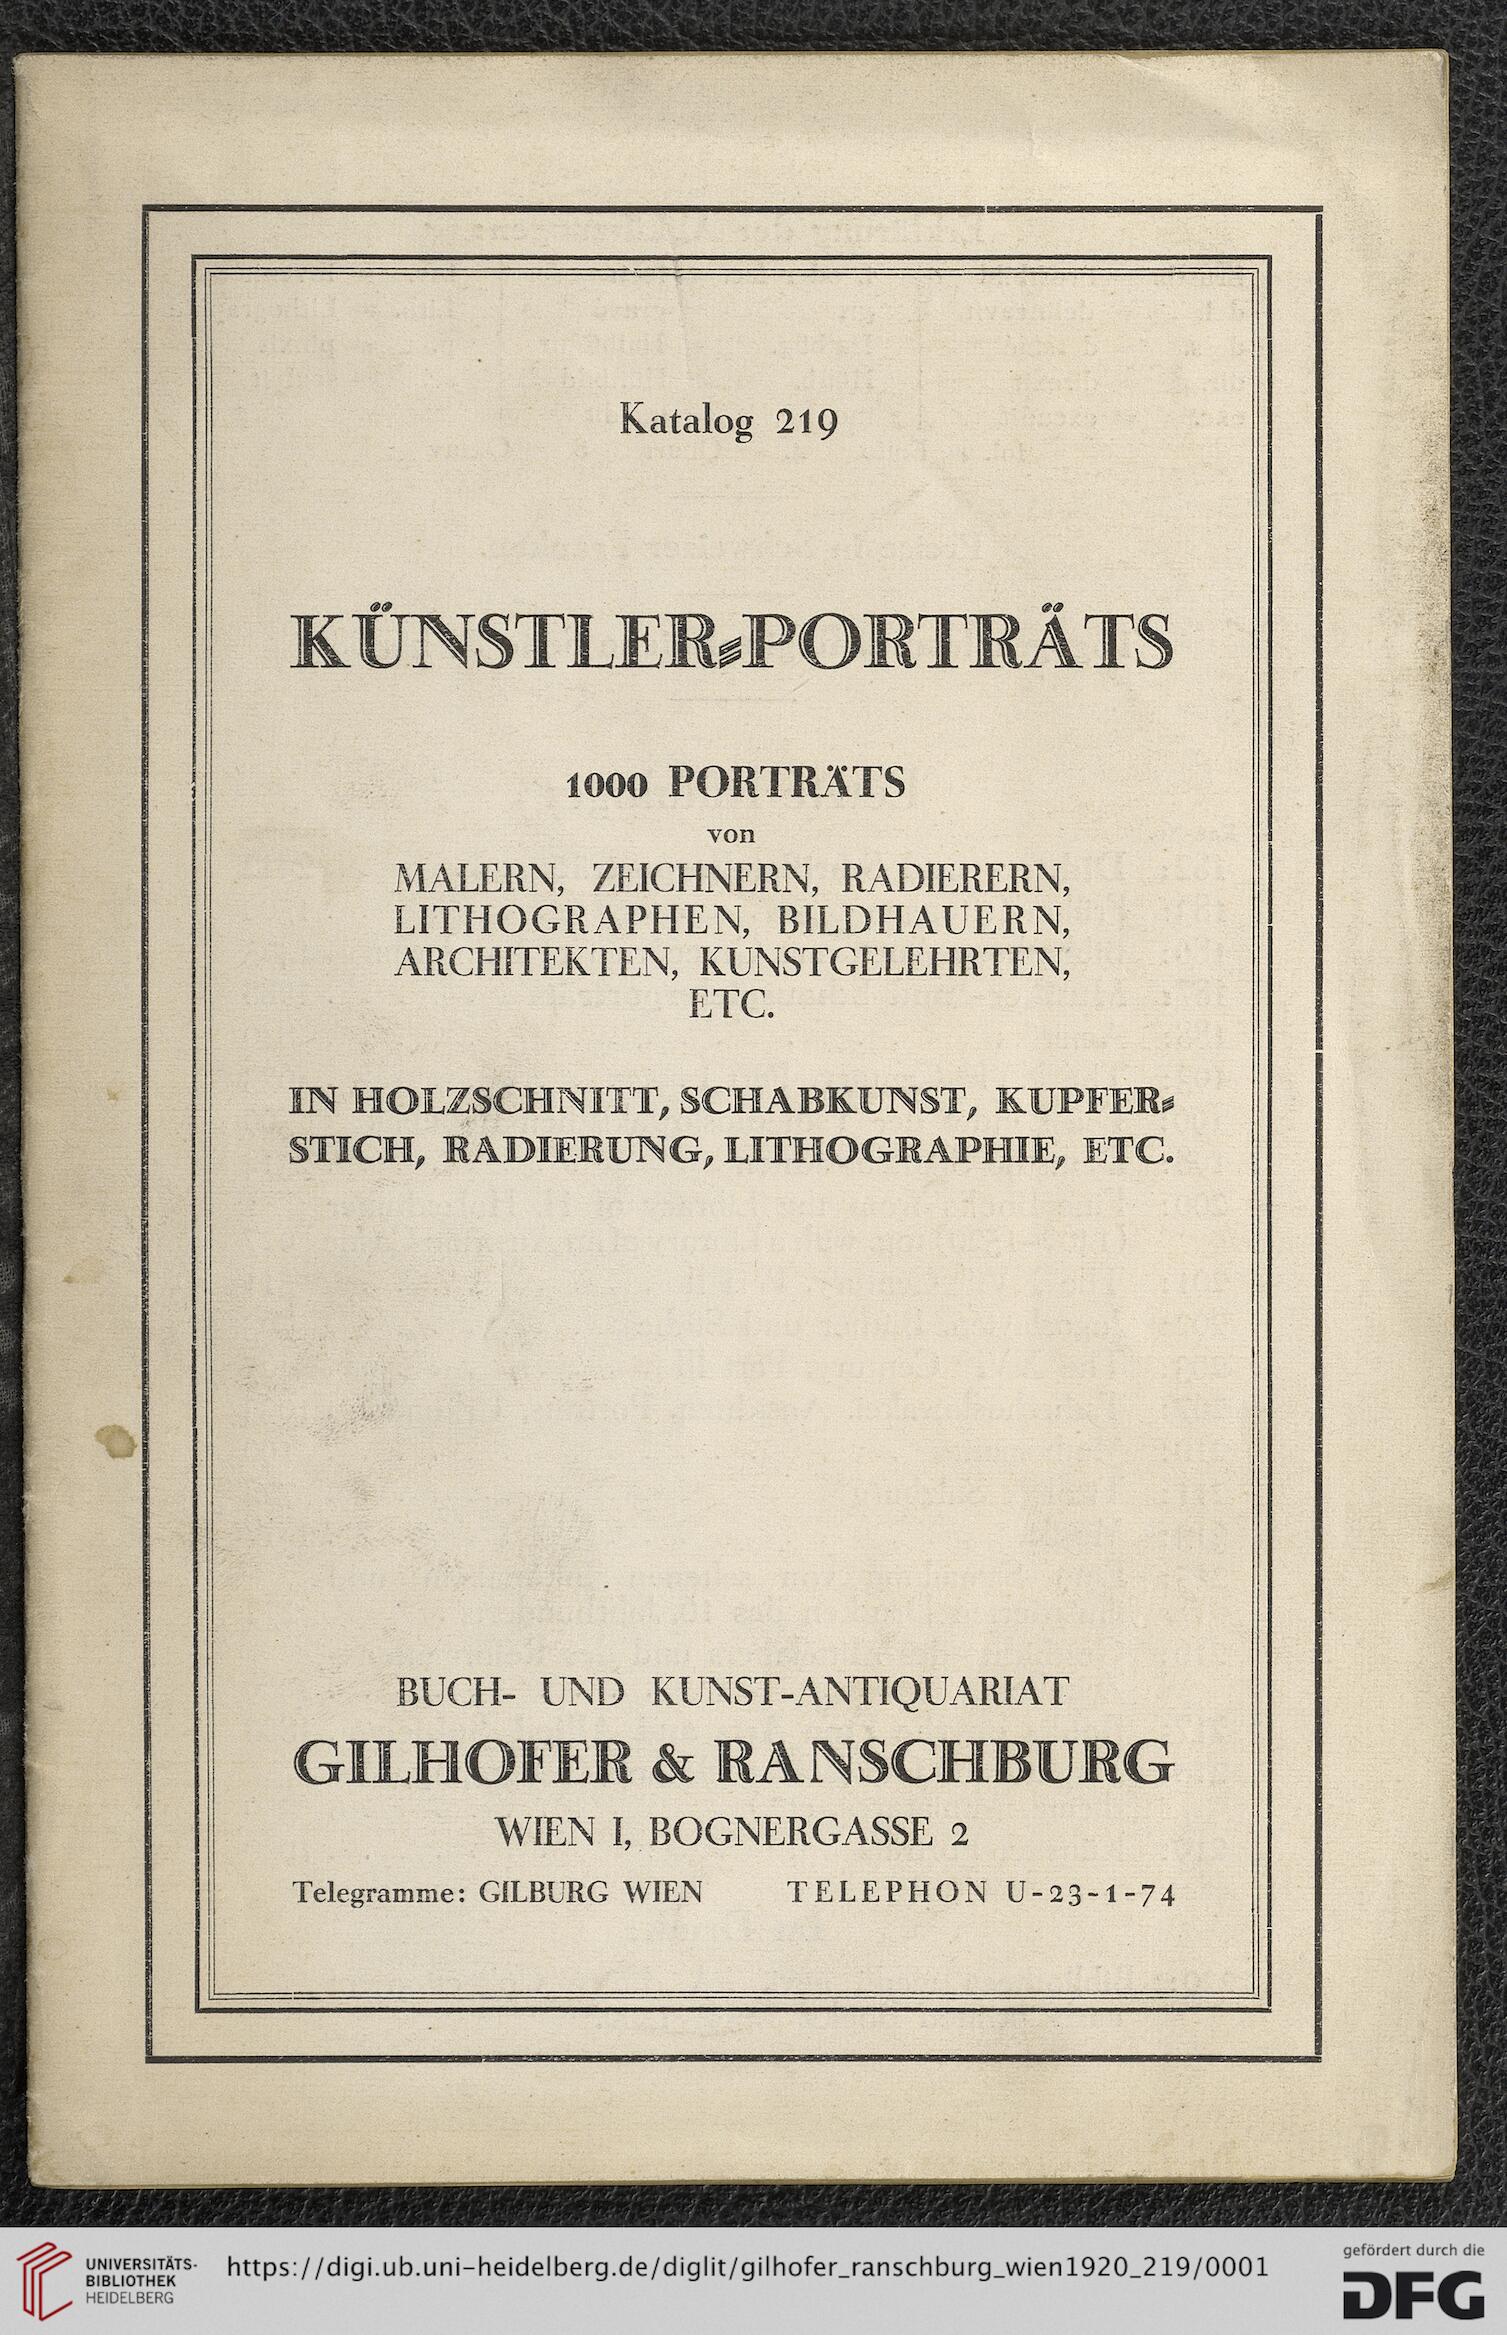 Katalog 219
KÜNSTLER-PORTRÄTS
1000 PORTRÄTS
von
MALERN, ZEICHNERN, RADIERERN,
LITHOGRAPHEN, BILDHAUERN,
ARCHITEKTEN, KUNSTGELEHRTEN,
ETC.
IN HOLZSCHNITT, SCHABKUNST, KUPFER-
STICH, RADIERUNG, LITHOGRAPHIE, ETC.
BUCH- UND KUNST-ANTIQUARIAT
GILHOFER & RANSCHBURG
WIEN I, BOGNERGASSE 2
Telegramme: GILBURG WIEN TELEPHON U-23-1-74
UNIVERSITÄTS-
BIBLIOTHEK
HEIDELBERG
https://digi.ub.uni-heidelberg.de/diglit/gilhofer_ranschburg_wien1920_219/0001
gefördert durch die
DFG